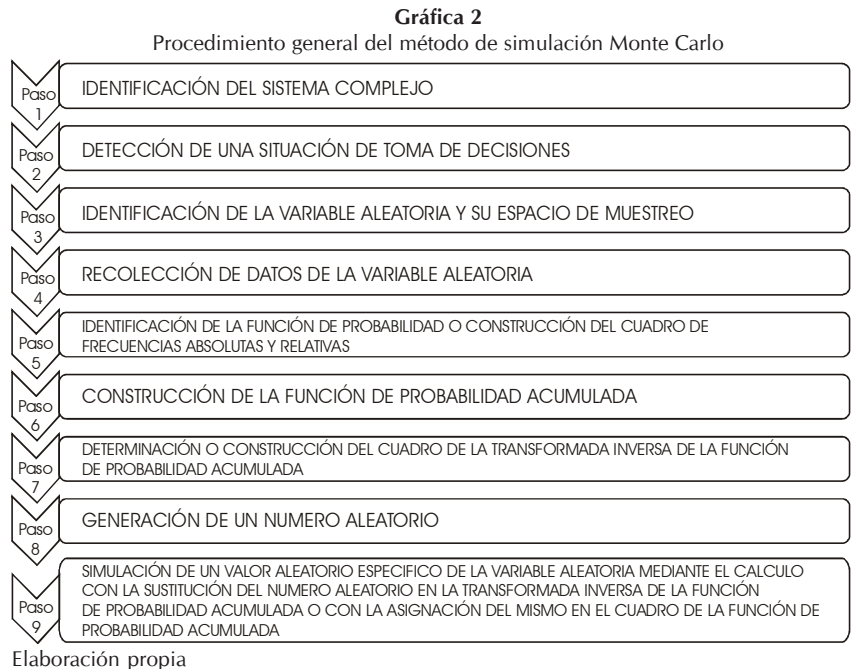 Gráfica 2
Procedimiento general del método de simulación Monte Carlo
Paso
1
IDENTIFICACIÓN DEL SISTEMA COMPLEJO
Paso
2
DETECCIÓN DE UNA SITUACIÓN DE TOMA DE DECISIONES
Paso
3
IDENTIFICACIÓN DE LA VARIABLE ALEATORIA Y SU ESPACIO DE MUESTREO
Paso
4
RECOLECCIÓN DE DATOS DE LA VARIABLE ALEATORIA
Paso
5
IDENTIFICACIÓN DE LA FUNCIÓN DE PROBABILIDAD O CONSTRUCCIÓN DEL CUADRO DE
FRECUENCIAS ABSOLUTAS Y RELATIVAS
Paso
6
CONSTRUCCIÓN DE LA FUNCIÓN DE PROBABILIDAD ACUMULADA
Paso
7
DETERMINACIÓN O CONSTRUCCIÓN DEL CUADRO DE LA TRANSFORMADA INVERSA DE LA FUNCIÓN
DE PROBABILIDAD ACUMULADA
Paso
8
GENERACIÓN DE UN NUMERO ALEATORIO
Paso
9
SIMULACIÓN DE UN VALOR ALEATORIO ESPECIFICO DE LA VARIABLE ALEATORIA MEDIANTE EL CALCULO
CON LA SUSTITUCIÓN DEL NUMERO ALEATORIO EN LA TRANSFORMADA INVERSA DE LA FUNCIÓN
DE PROBABILIDAD ACUMULADA O CON LA ASIGNACIÓN DEL MISMO EN EL CUADRO DE LA FUNCIÓN DE
PROBABILIDAD ACUMULADA
Elaboración propia